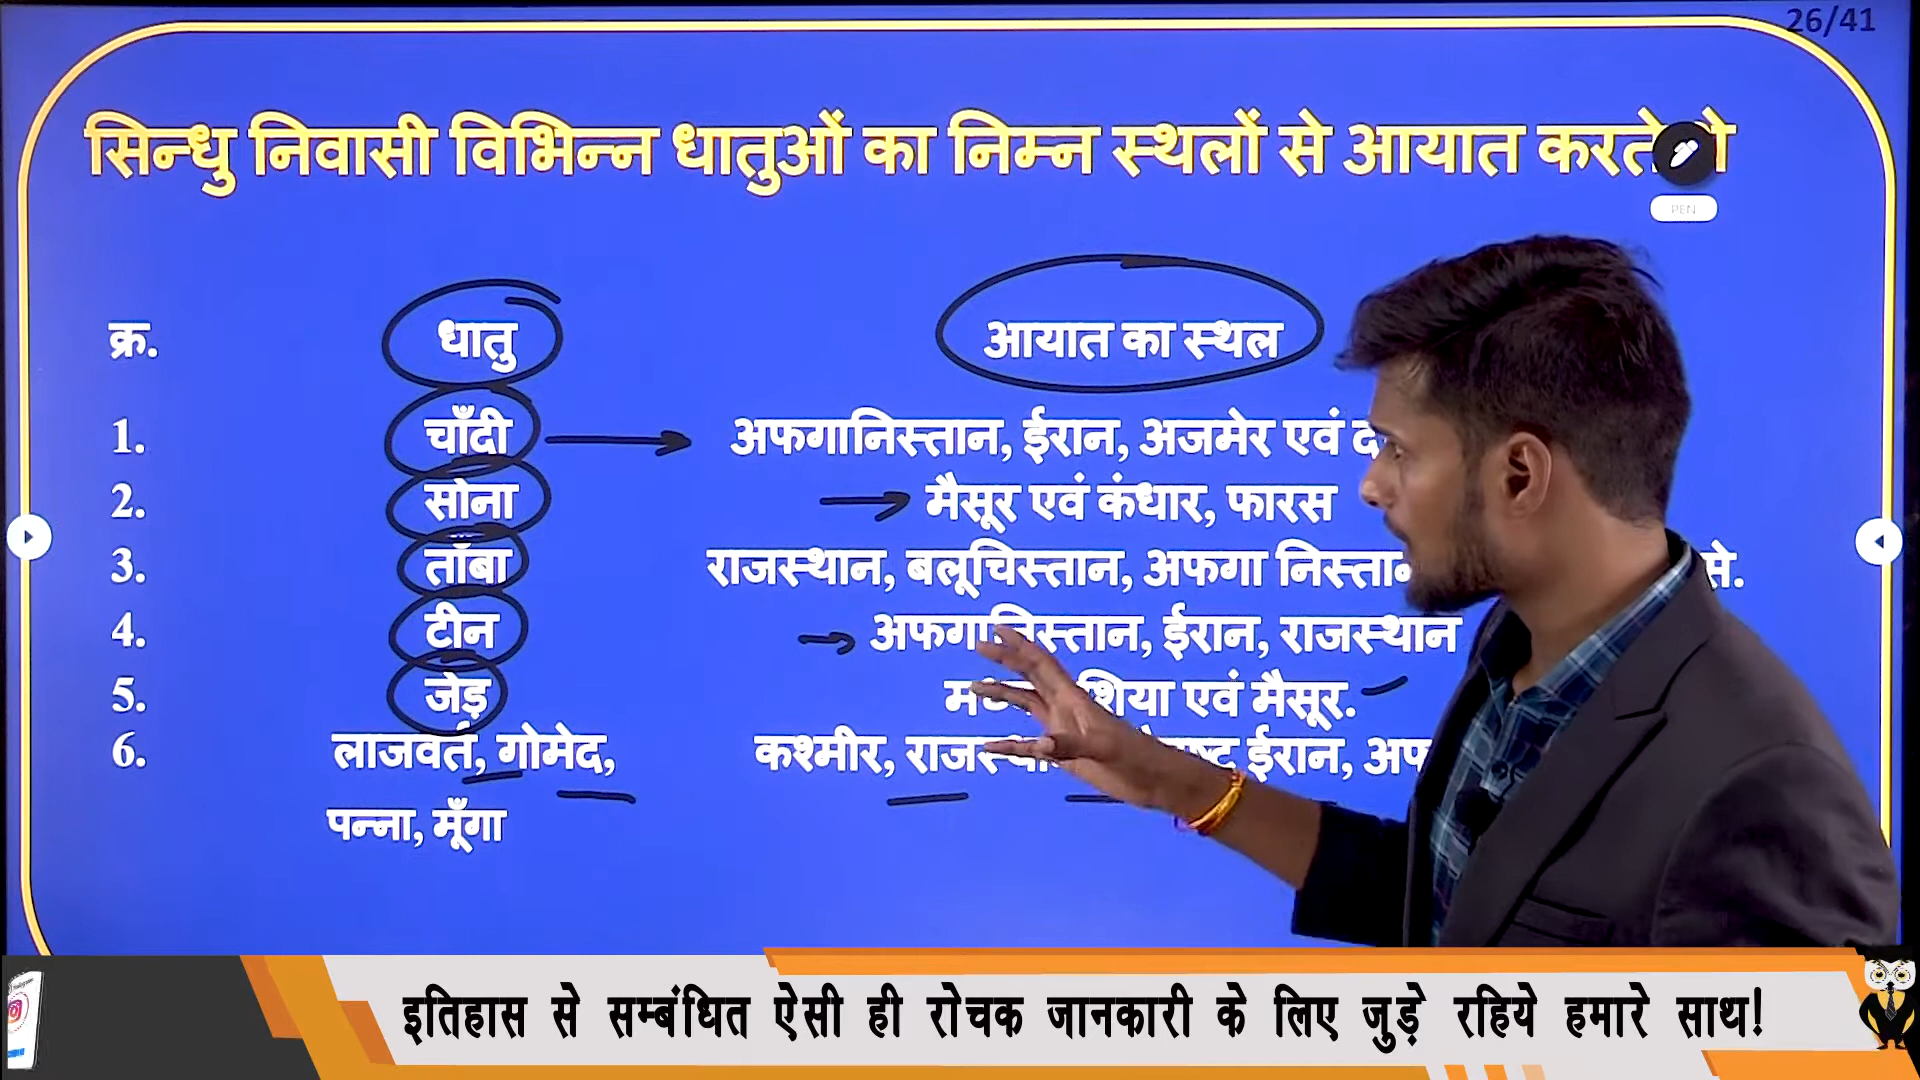 26/41
सिन्धु निवासी विभिन्न धातुओं का निम्न स्थलों से आयात करते
PEN
क्र. धातु आयात का स्थल
1. चाँदी अफगानिस्तान, ईरान, अजमेर एवं
2. सोना मैसूर एवं कंधार, फारस
3. ताँबा राजस्थान, बलूचिस्तान, अफगा निस्तान से.
4. टीन अफगानिस्तान, ईरान, राजस्थान
5. जेड़ एवं मैसूर.
6. लाजवर्त, गोमेद, कश्मीर, ईरान,
पन्ना, मूँगा
इतिहास से सम्बंधित ऐसी ही रोचक जानकारी के लिए जुड़े रहिये हमारे साथ!